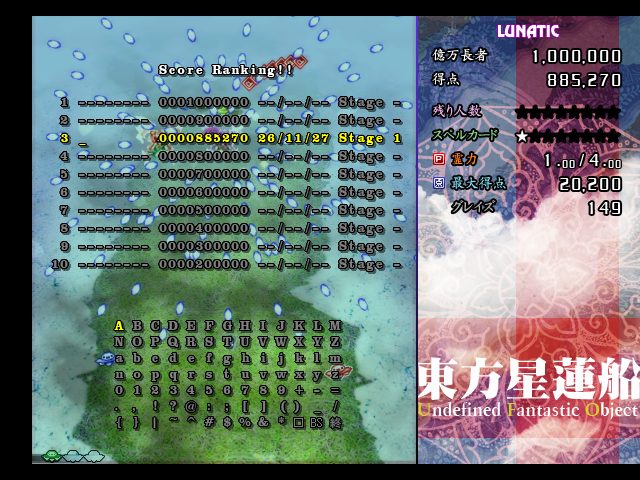 Score Ranking!!
1 -------- 0001000000 --/--/-- Stage -
2 -------- 0000900000 --/--/-- Stage -
3 _ 0000885270 26/11/27 Stage 1
4 -------- 0000800000 --/--/-- Stage -
5 -------- 0000700000 --/--/-- Stage -
6 -------- 0000600000 --/--/-- Stage -
7 -------- 0000500000 --/--/-- Stage -
8 -------- 0000400000 --/--/-- Stage -
9 -------- 0000300000 --/--/-- Stage -
10 -------- 0000200000 --/--/-- Stage -
A B C D E F G H I J K L M
N O P Q R S T U V W X Y Z
a b c d e f g h i j k l m
n o p q r s t u v w x y z
0 1 2 3 4 5 6 7 8 9 + - =
. , ! ? @ : ; [ ] ( ) _ /
{ } | ~ ^ # $ % & * □ BS 終
LUNATIC
億万長者 1,000,000
得点 885,270
残り人数 ★★★★★★★★
スペルカード ★★★★★★★★
P 霊力 1.00/4.00
点 最大得点 20,200
グレイズ 149
東方星蓮船
Undefined Fantastic Object